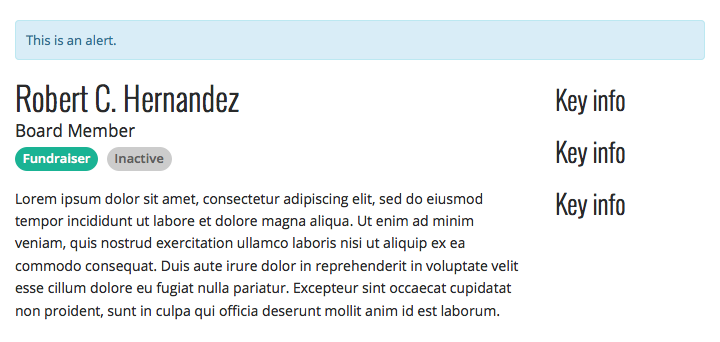 This is an alert.
Robert C. Hernandez
Board Member
Fundraiser Inactive
Lorem ipsum dolor sit amet, consectetur adipiscing elit, sed do eiusmod
tempor incididunt ut labore et dolore magna aliqua. Ut enim ad minim
veniam, quis nostrud exercitation ullamco laboris nisi ut aliquip ex ea
commodo consequat. Duis aute irure dolor in reprehenderit in voluptate velit
esse cillum dolore eu fugiat nulla pariatur. Excepteur sint occaecat cupidatat
non proident, sunt in culpa qui officia deserunt mollit anim id est laborum.
Key info
Key info
Key info